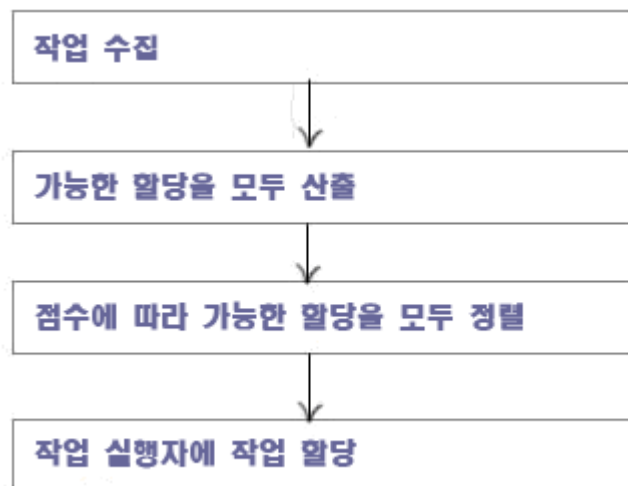 작업 수집
가능한 할당을 모두 산출
점수에 따라 가능한 할당을 모두 정렬
작업 실행자에 작업 할당